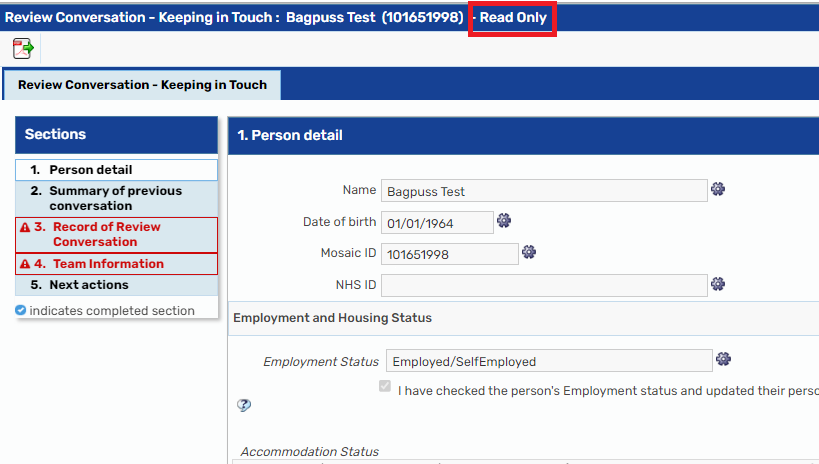 Review Conversation - Keeping in Touch : Bagpuss Test (101651998) - Read Only
Review Conversation - Keeping in Touch
Sections
1. Person detail
2. Summary of previous
conversation
3. Record of Review
Conversation
4. Team Information
5. Next actions
indicates completed section
1. Person detail
Name Bagpuss Test
Date of birth 01/01/1964
Mosaic ID 101651998
NHS ID
Employment and Housing Status
Employment Status Employed/SelfEmployed
I have checked the person's Employment status and updated their perso
Accommodation Status